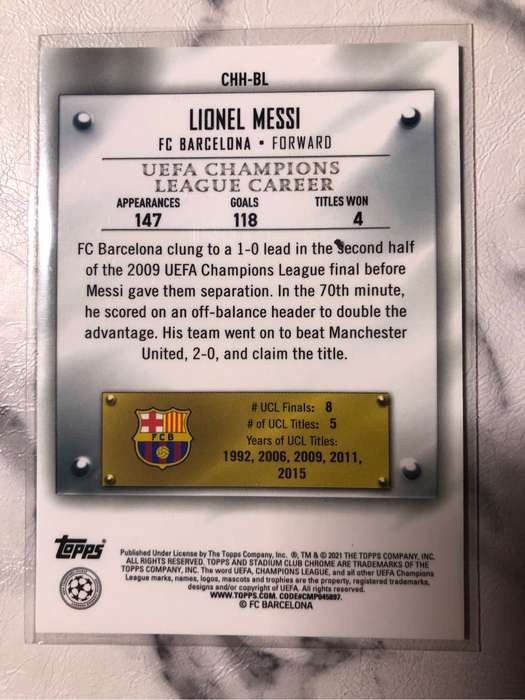 CHH-BL
LIONEL MESSI
FC BARCELONA • FORWARD
UEFA CHAMPIONS
LEAGUE CAREER
APPEARANCES GOALS TITLES WON
147 118 4
FC Barcelona clung to a 1-0 lead in the second half
of the 2009 UEFA Champions League final before
Messi gave them separation. In the 70th minute,
he scored on an off-balance header to double the
advantage. His team went on to beat Manchester
United, 2-0, and claim the title.
FCB
# UCL Finals: 8
# of UCL Titles: 5
Years of UCL Titles:
1992, 2006, 2009, 2011,
2015
Topps
Published Under License by The Topps Company, Inc. ®, TM & © 2021 THE TOPPS COMPANY, INC.
ALL RIGHTS RESERVED. TOPPS AND STADIUM CLUB CHROME ARE TRADEMARKS OF THE
TOPPS COMPANY, INC. The word UEFA, CHAMPIONS LEAGUE, and all other UEFA Champions
League marks, names, logos, mascots and trophies are the property, registered trademarks,
designs and/or copyright of UEFA. All rights reserved.
WWW.TOPPS.COM. CODE#CMP045897.
© FC BARCELONA